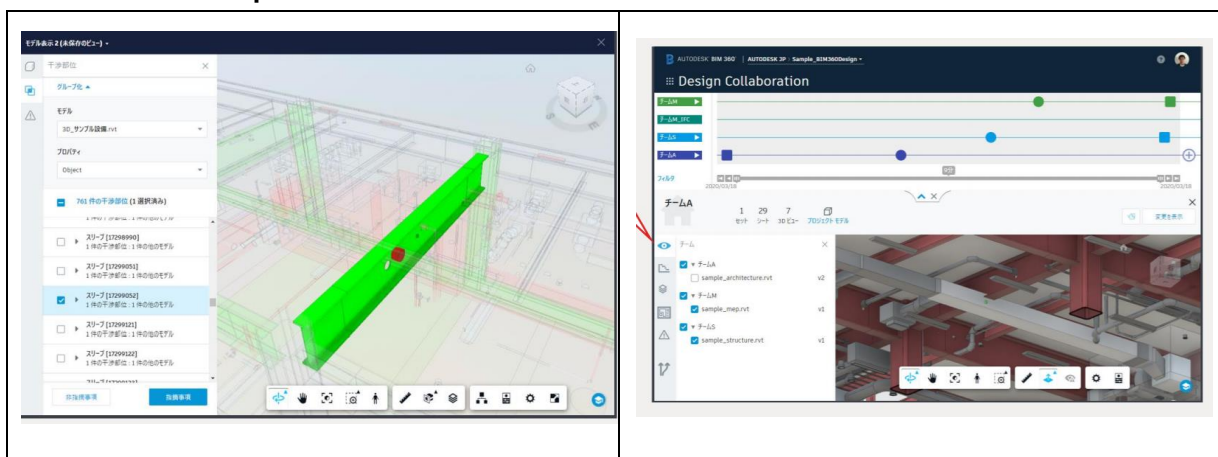 モデル表示 2 (未保存のビュー)
干渉部位
グループ化
モデル
3D_サンプル設備.rvt
プロパティ
Object
761 件の干渉部位 (1 選択済み)
スリーブ [17298990]
1 件の干渉部位 : 1 件の他のモデル
スリーブ [17299051]
1 件の干渉部位 : 1 件の他のモデル
スリーブ [17299052]
1 件の干渉部位 : 1 件の他のモデル
スリーブ [17299121]
1 件の干渉部位 : 1 件の他のモデル
スリーブ [17299122]
1 件の干渉部位 : 1 件の他のモデル
非指摘事項
指摘事項
AUTODESK BIM 360 | AUTODESK JP : Sample_BIM360Design
Design Collaboration
チームM
チームM_IFC
チームS
チームA
フィルタ
2020/03/18
2020/03/18
チームA
1 29 7
セット シート 3D ビュー プロジェクト モデル
変更を表示
チーム
チームA
sample_architecture.rvt v2
チームM
sample_mep.rvt v1
チームS
sample_structure.rvt v1